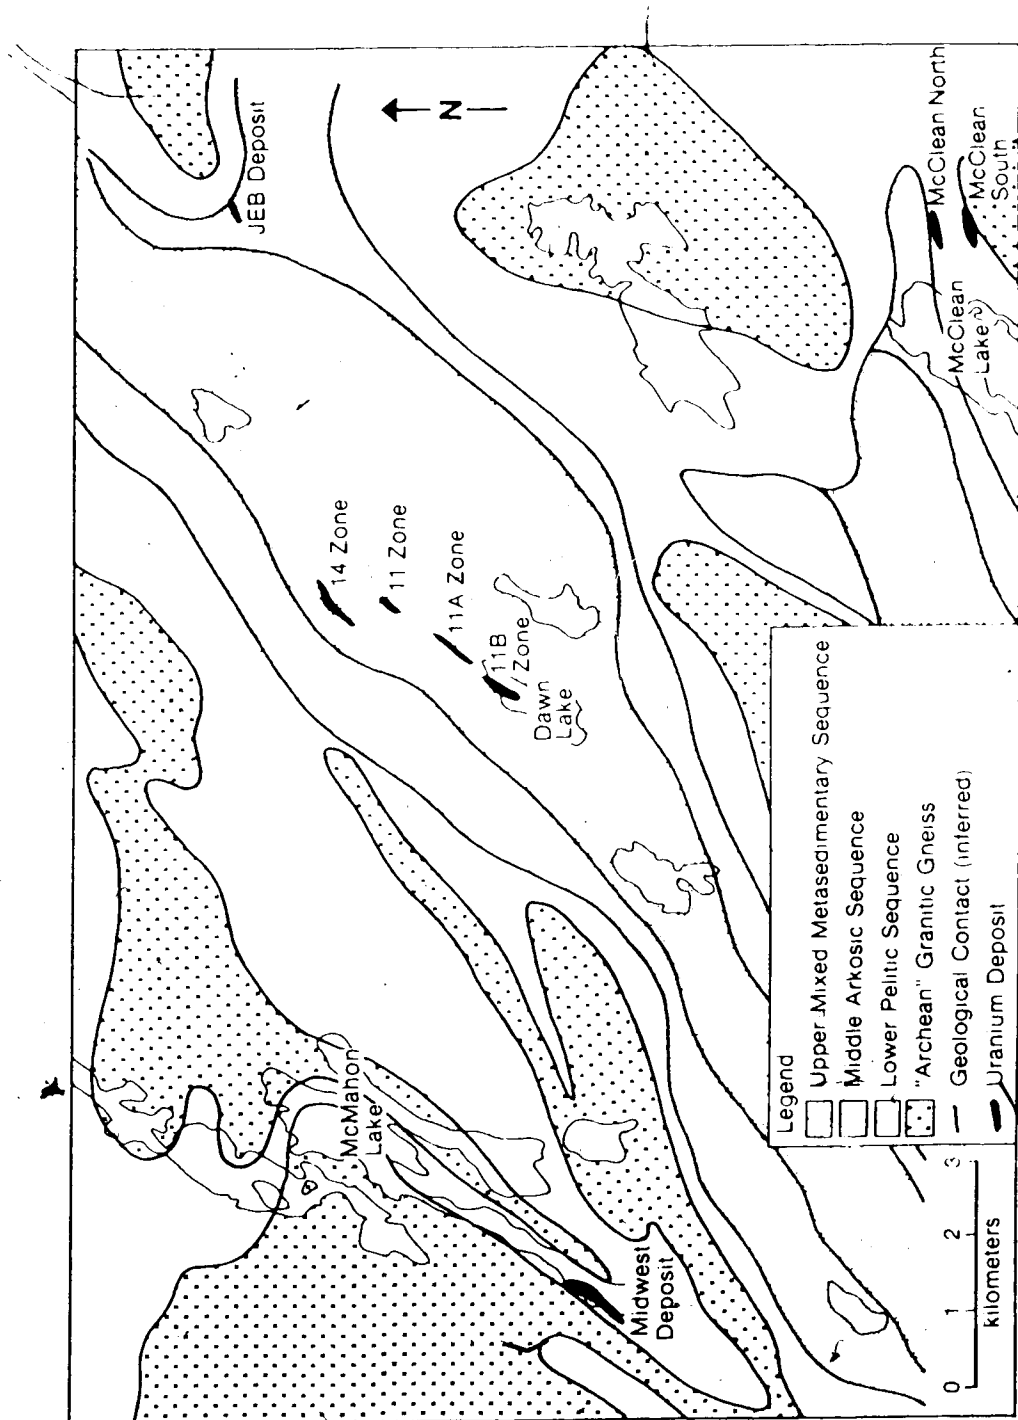 JEB Deposit
N
McClean North
McClean
South
McClean
Lake
14 Zone
11 Zone
11A Zone
11B
Zone
Dawn
Lake
McMahon
Lake
Midwest
Deposit
Legend
Upper Mixed Metasedimentary Sequence
Middle Arkosic Sequence
Lower Pelitic Sequence
"Archean" Granitic Gneiss
Geological Contact (inferred)
Uranium Deposit
0 1 2 3
kilometers